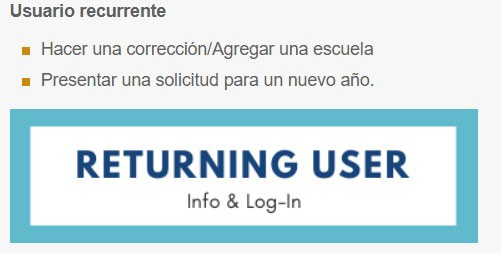 Usuario recurrente
Hacer una corrección/Agregar una escuela
Presentar una solicitud para un nuevo año.
RETURNING USER
Info & Log-In